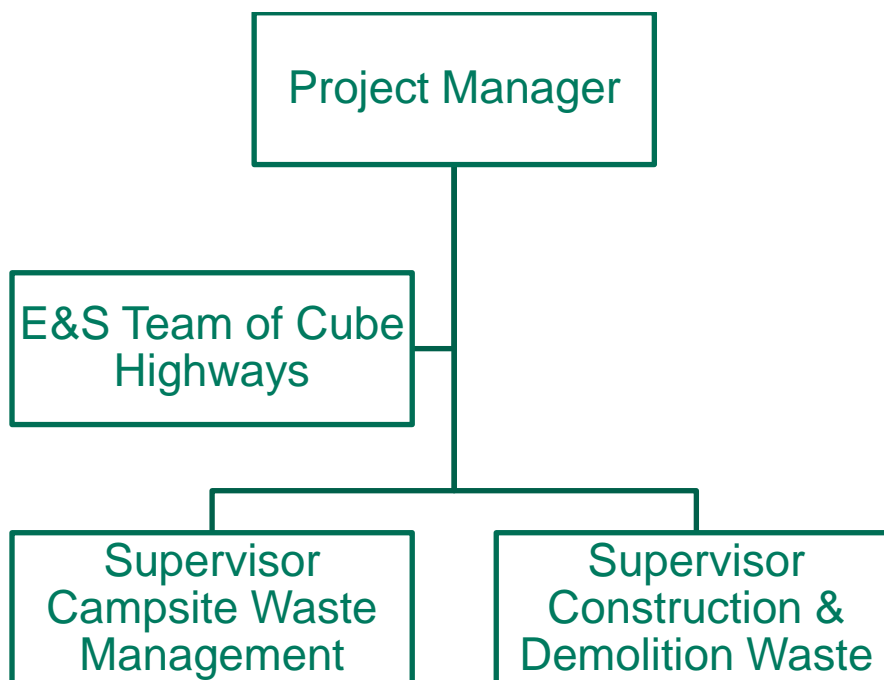 Project Manager
E&S Team of Cube
Highways
Supervisor
Campsite Waste
Management
Supervisor
Construction &
Demolition Waste